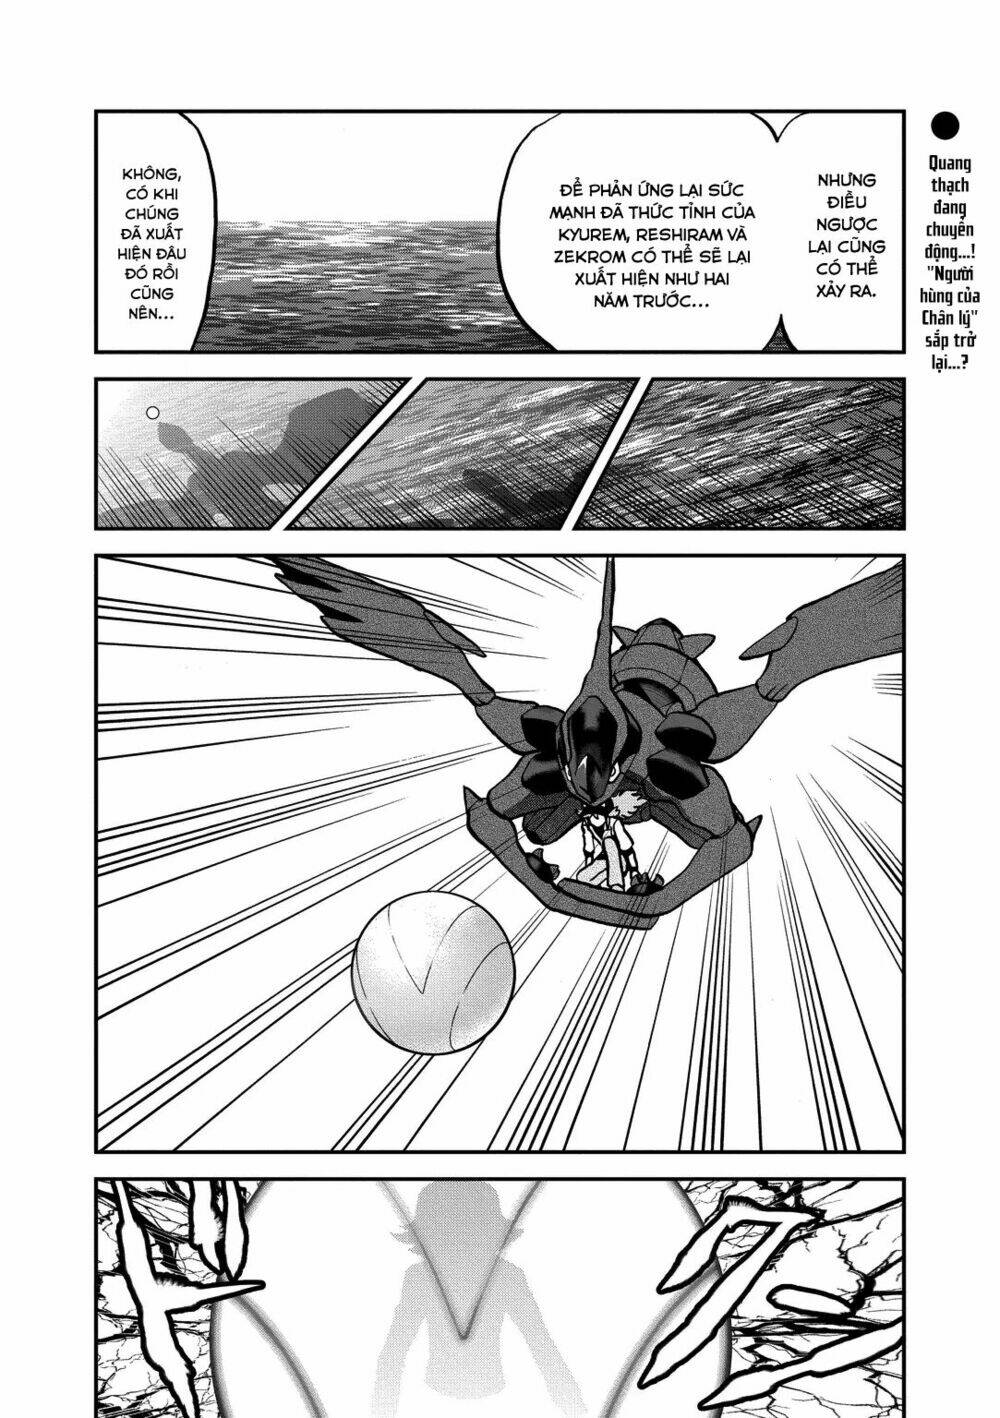 Quang
thạch
đang
chuyển
động...!
"Người
hùng của
Chân lý"
sắp trở
lại...?
NHƯNG
ĐIỀU
NGƯỢC
LẠI CŨNG
CÓ THỂ
XẢY RA.
ĐỂ PHẢN ỨNG LẠI SỨC
MẠNH ĐÃ THỨC TỈNH CỦA
KYUREM, RESHIRAM VÀ
ZEKROM CÓ THỂ SẼ LẠI
XUẤT HIỆN NHƯ HAI
NĂM TRƯỚC...
KHÔNG,
CÓ KHI
CHÚNG
ĐÃ XUẤT
HIỆN ĐÂU
ĐÓ RỒI
CŨNG
NÊN...